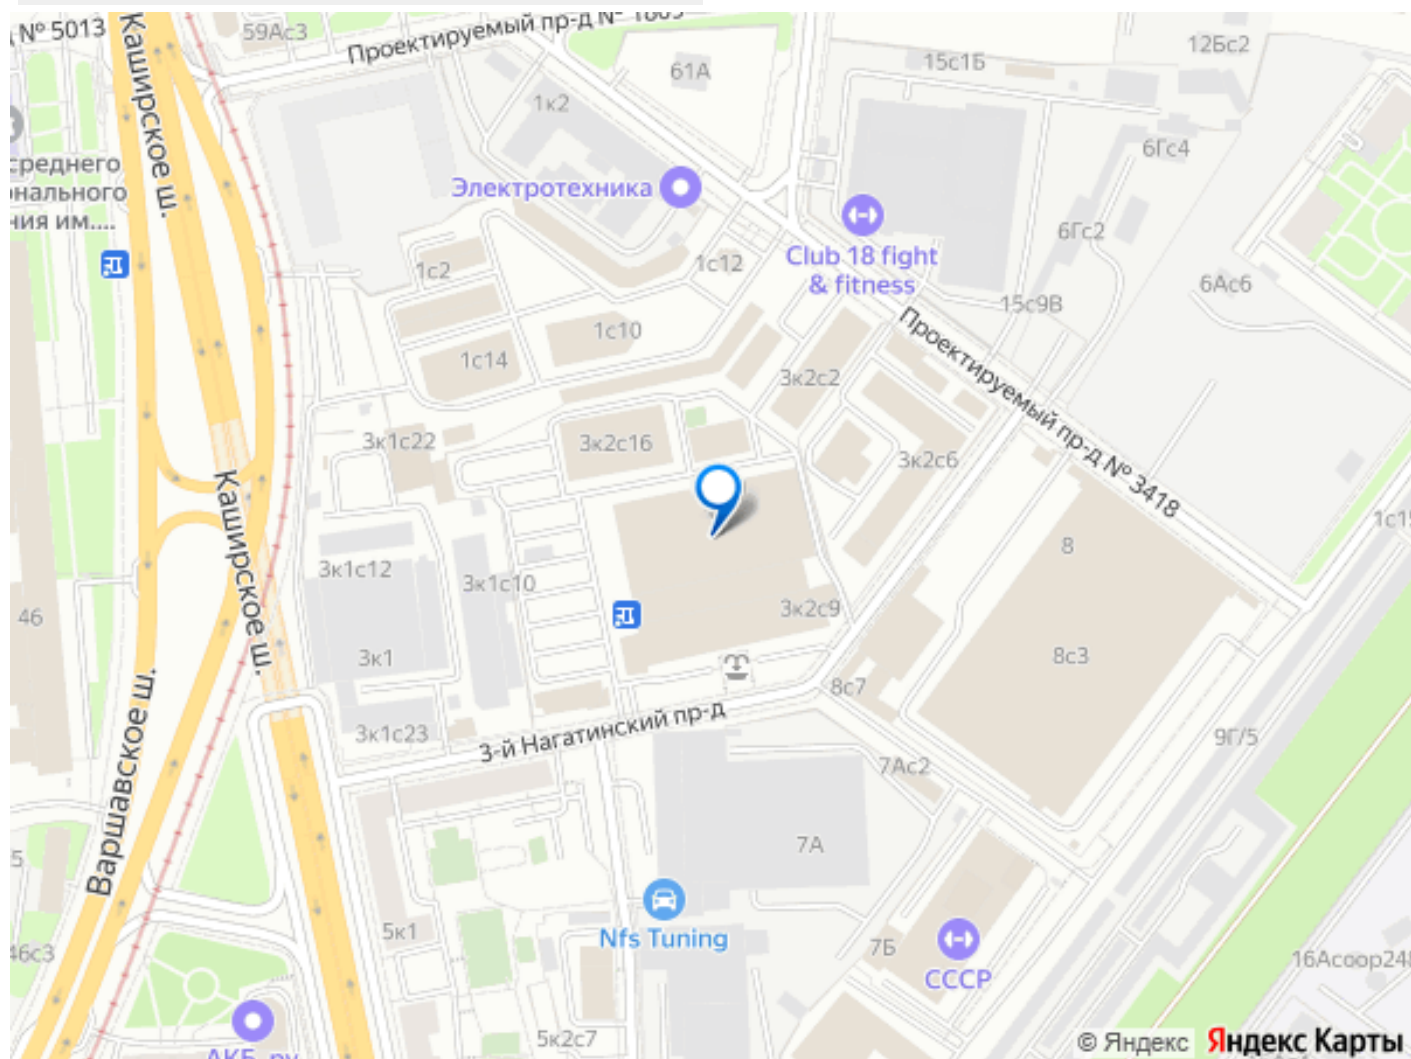 № 5013
59Ас3
Проектируемый пр-д №
61А
15с1Б
12Бс2
Каширское ш.
1к2
6Гс4
среднего
онального
ния им....
Электротехника
Club 18 fight
& fitness
6Гс2
1с2
1с12
6Ас6
15с9В
1с10
1с14
3к2с2
Проектируемый пр-д № 3418
3к1с22
3к2с16
3к2с6
Каширское ш.
8
3к1с12
3к1с10
3к2с9
46
3к1
8с3
8с7
Варшавское ш.
3к1с23
3-й Нагатинский пр-д
9Г/5
7Ас2
7А
5к1
Nfs Tuning
7Б
46с3
СССР
5к2с7
© Яндекс Яндекс Карты